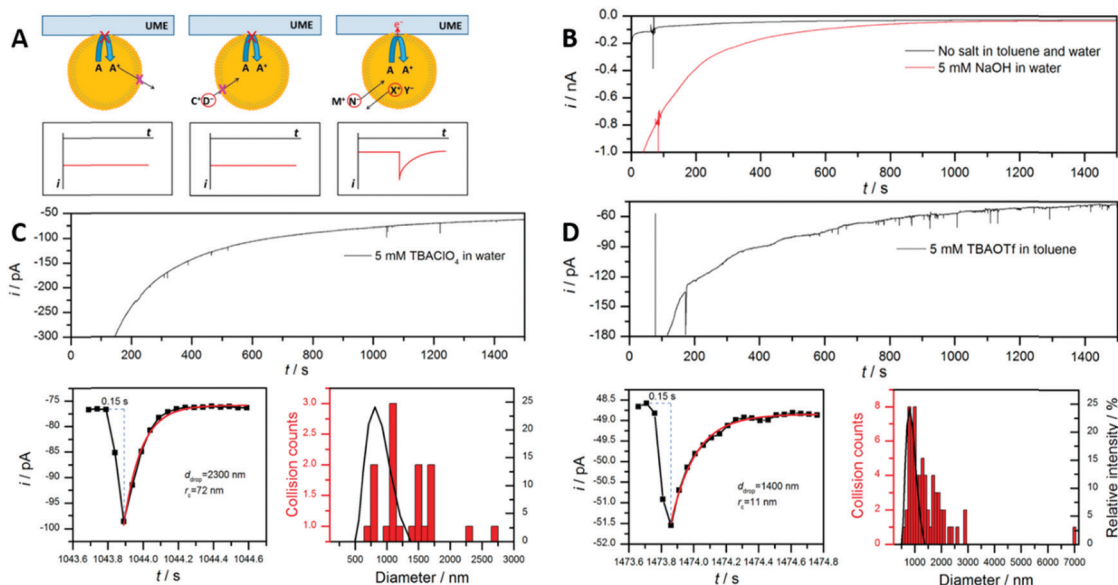 A
UME
A A⁺
t
i
UME
A A⁺
C⁺ D⁻
t
i
UME
e⁻
A A⁺
M⁺ N⁻
X⁺ Y⁻
t
i
B
0.0
-0.2
-0.4
-0.6
-0.8
-1.0
i / nA
No salt in toluene and water
5 mM NaOH in water
0 200 400 600 800 1000 1200 1400
t / s
C
-50
-100
-150
-200
-250
-300
i / pA
5 mM TBAClO₄ in water
0 200 400 600 800 1000 1200 1400
t / s
-75
-80
-85
-90
-95
-100
i / pA
0.15 s
d_drop=2300 nm
r_c=72 nm
1043.6 1043.8 1044.0 1044.2 1044.4 1044.6
t / s
3.0
2.5
2.0
1.5
1.0
Collision counts
25
20
15
10
5
0
500 1000 1500 2000 2500 3000
Diameter / nm
D
-60
-90
-120
-150
-180
i / pA
5 mM TBAOTf in toluene
0 200 400 600 800 1000 1200 1400
t / s
-48.5
-49.0
-49.5
-50.0
-50.5
-51.0
-51.5
-52.0
i / pA
0.15 s
d_drop=1400 nm
r_c=11 nm
1473.6 1473.8 1474.0 1474.2 1474.4 1474.6 1474.8
t / s
8
6
4
2
0
Collision counts
25
20
15
10
5
0
Relative intensity / %
1000 2000 3000 4000 5000 6000 7000
Diameter / nm